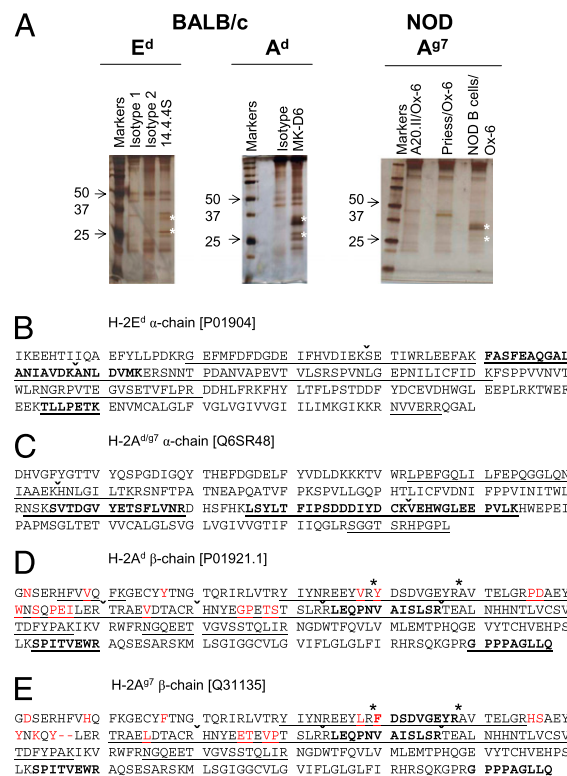 A
BALB/c
NOD
E^d
A^d
A^g7
Markers
Isotype 1
Isotype 2
14.4.4S
Markers
Isotype
MK-D6
Markers
A20.II/Ox-6
Priess/Ox-6
NOD B cells/
Ox-6
50
37
25
50
37
25
50
37
25
*
*
*
*
*
*
B
H-2E^d α-chain [P01904]
IKEEHTIIQA EFYLLPDKRG EFMFDFDGDE IFHVDIEKSE TIWRLEEFAK FASFEAQGAL
ANIAVDKANL DVMKERSNNT PDANVAPEVT VLSRSPVNLG EPNILICFID KFSPPVVNVT
WLRNGRPVTE GVSETVFLPR DDHLFRKFHY LTFLPSTDDF YDCEVDHWGL EEPLRKTWEF
EEKTLLPETK ENVMCALGLF VGLVGIVVGI ILIMKGIKKR NVVERRQGAL
C
H-2A^d/g7 α-chain [Q6SR48]
DHVGFYGTTV YQSPGDIGQY THEFDGDELF YVDLDKKKTV WRLPEFGQLI LFEPQGGLQN
IAAEKHNLGI LTKRSNFTPA TNEAPQATVF PKSPVLLGQP HTLICFVDNI FPPVINITWL
RNSKSVTDGV YETSFLVNRD HSFHKLSYLT FIPSDDDIYD CKVEHWGLEE PVLKHWEPEI
PAPMSGLTET VVCALGLSVG LVGIVVGTIF IIQGLRSGGT SRHPGPL
D
H-2A^d β-chain [P01921.1]
* *
GNSERHFVVQ FKGECYYTNG TQRIRLVTRY IYNREEYVRY DSDVGEYRAV TELGRPDAEY
WNSQPEILER TRAEVDTACR HNYEGPETST SLRRLEQPNV AISLSRTEAL NHHNTLVCSV
TDFYPAKIKV RWFRNGQEET VGVSSTQLIR NGDWTFQVLV MLEMTPHQGE VYTCHVEHPS
LKSPITVEWR AQSESARSKM LSGIGGCVLG VIFLGLGLFI RHRSQKGPRG PPPAGLLQ
E
H-2A^g7 β-chain [Q31135]
* *
GDSERHFVHQ FKGECYFTNG TQRIRLVTRY IYNREEYLRF DSDVGEYRAV TELGRHSAEY
YNKQY--LER TRAELDTACR HNYEETEVPT SLRRLEQPNV AISLSRTEAL NHHNTLVCSV
TDFYPAKIKV RWFRNGQEET VGVSSTQLIR NGDWTFQVLV MLEMTPHQGE VYTCHVEHPS
LKSPITVEWR AQSESARSKM LSGIGGCVLG VIFLGLGLFI RHRSQKGPRG PPPAGLLQ